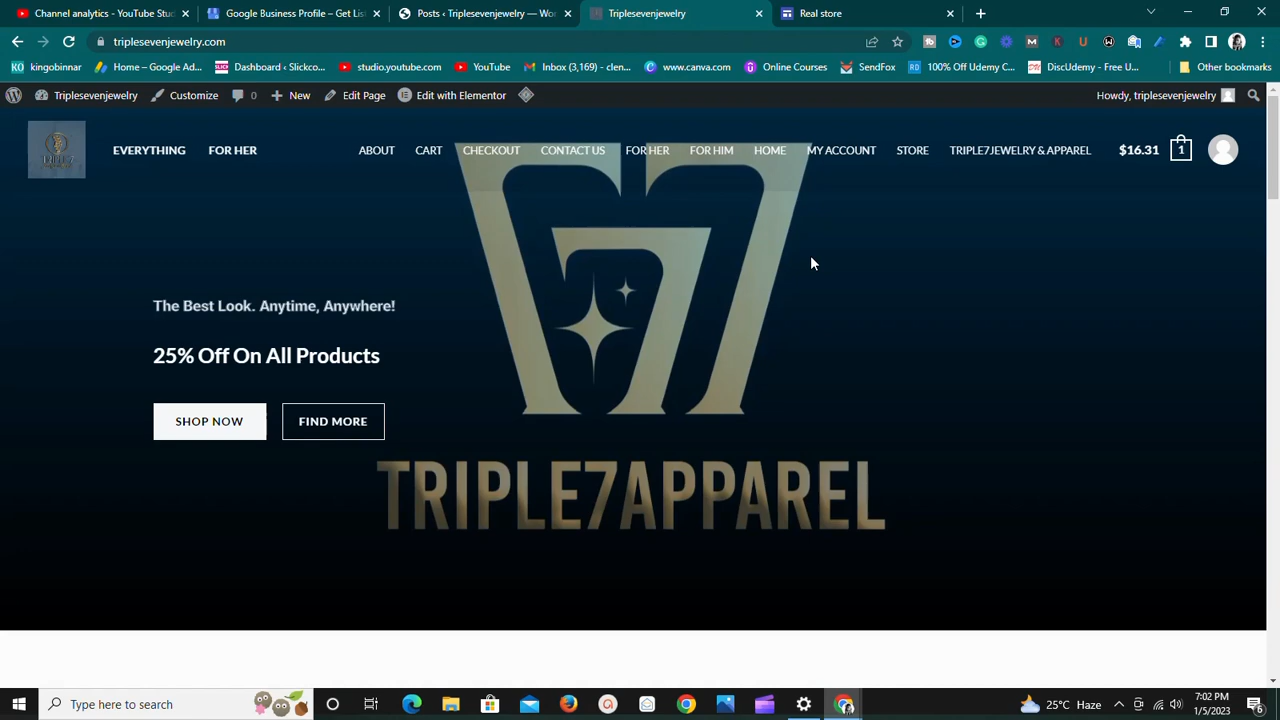 Channel analytics - YouTube Stud
Google Business Profile – Get List
Posts ‹ Triplesevenjewelry — Wor
Triplesevenjewelry
Real store
triplesevenjewelry.com
kingobinnar
Home – Google Ads...
Dashboard ‹ Slickco...
studio.youtube.com
YouTube
Inbox (3,169) - clen...
www.canva.com
Online Courses
SendFox
100% Off Udemy C...
DiscUdemy - Free U...
Other bookmarks
Triplesevenjewelry
Customize
0
New
Edit Page
Edit with Elementor
Howdy, triplesevenjewelry
EVERYTHING
FOR HER
ABOUT
CART
CHECKOUT
CONTACT US
FOR HER
FOR HIM
HOME
MY ACCOUNT
STORE
TRIPLE7JEWELRY & APPAREL
$16.31
1
The Best Look. Anytime, Anywhere!
25% Off On All Products
SHOP NOW
FIND MORE
TRIPLE7APPAREL
Type here to search
25°C Haze
7:02 PM
1/5/2023